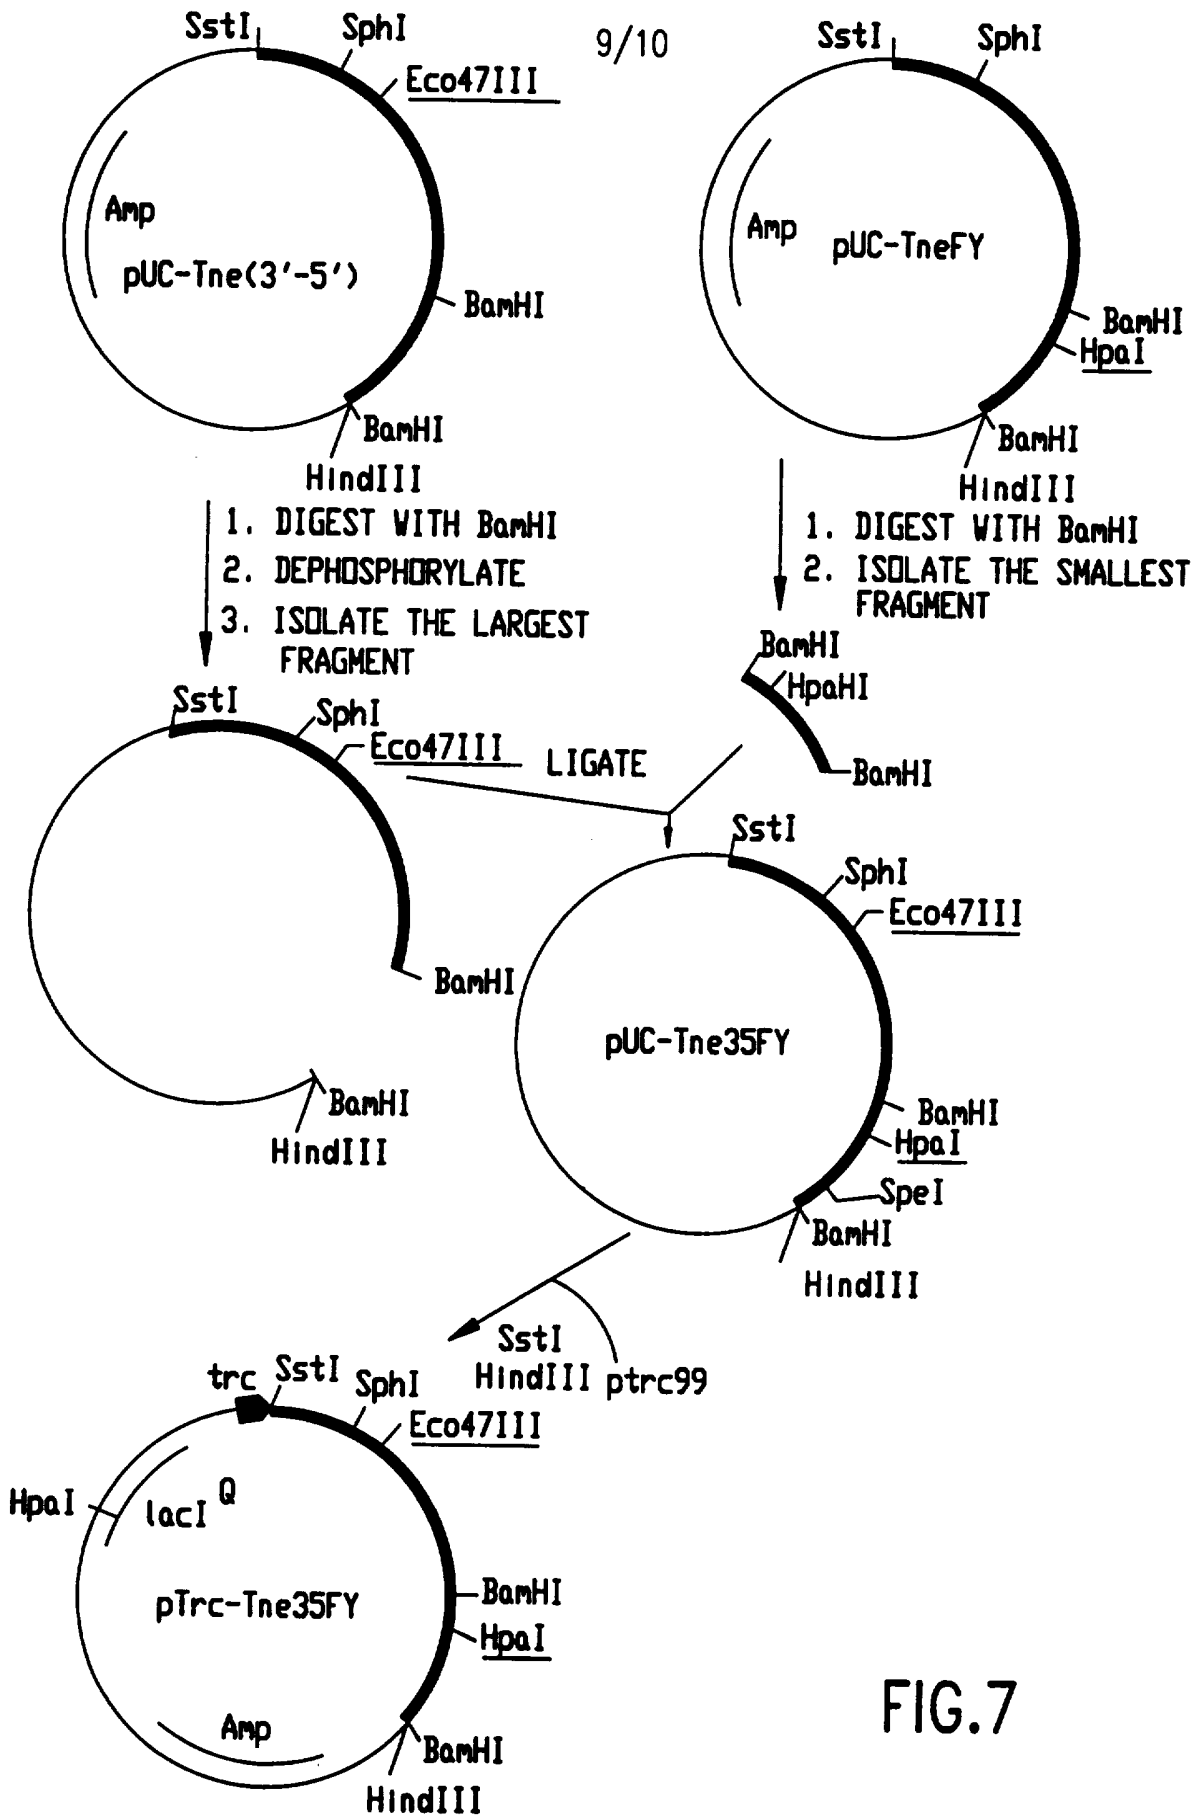 9/10
SstI
SphI
Eco47III
Amp
pUC-Tne(3'-5')
BamHI
BamHI
HindIII
SstI
SphI
Amp
pUC-TneFY
BamHI
HpaI
BamHI
HindIII
1. DIGEST WITH BamHI
2. DEPHOSPHORYLATE
3. ISOLATE THE LARGEST
FRAGMENT
1. DIGEST WITH BamHI
2. ISOLATE THE SMALLEST
FRAGMENT
BamHI
HpaHI
BamHI
SstI
SphI
Eco47III
BamHI
BamHI
HindIII
LIGATE
SstI
SphI
Eco47III
pUC-Tne35FY
BamHI
HpaI
SpeI
BamHI
HindIII
SstI
HindIII
ptrc99
trc
SstI
SphI
Eco47III
HpaI
lacI Q
pTrc-Tne35FY
BamHI
HpaI
Amp
BamHI
HindIII
FIG.7